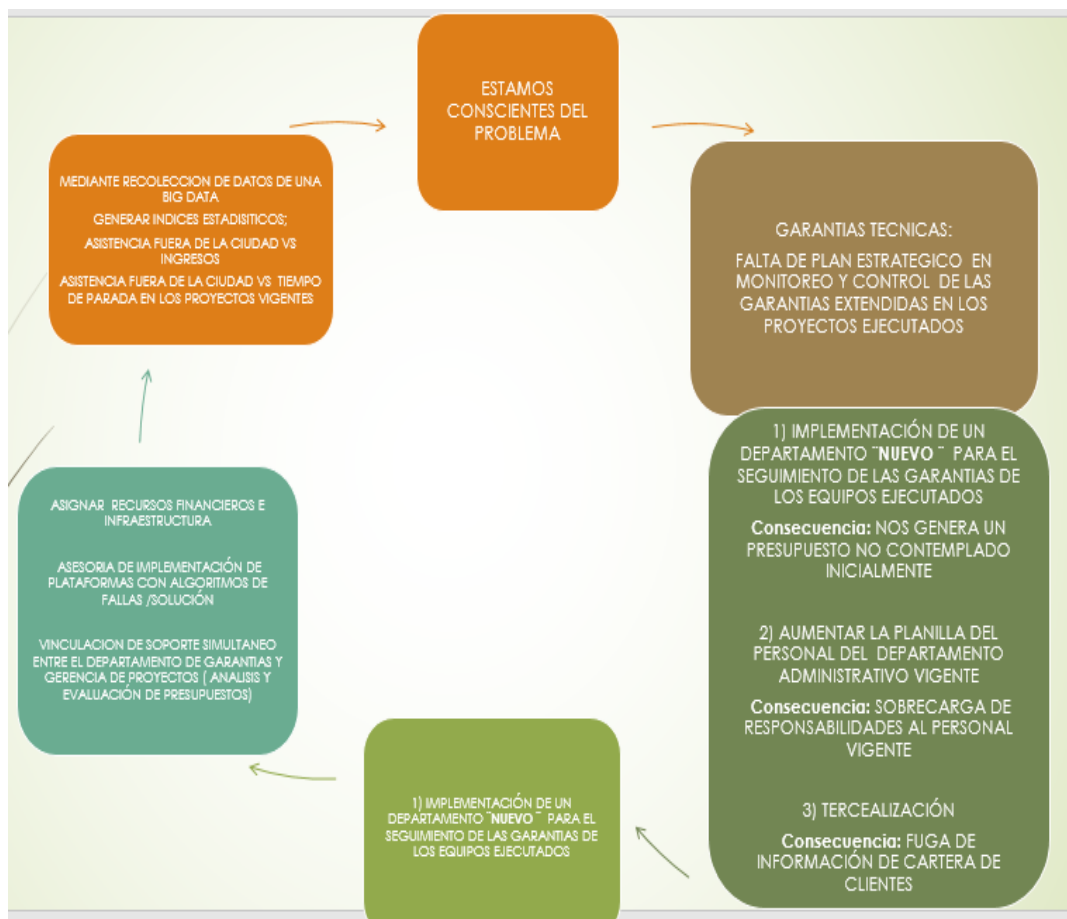 ESTAMOS
CONSCIENTES DEL
PROBLEMA
GARANTIAS TECNICAS:
FALTA DE PLAN ESTRATEGICO EN
MONITOREO Y CONTROL DE LAS
GARANTIAS EXTENDIDAS EN LOS
PROYECTOS EJECUTADOS
1) IMPLEMENTACIÓN DE UN
DEPARTAMENTO ¨NUEVO ¨ PARA EL
SEGUIMIENTO DE LAS GARANTIAS DE
LOS EQUIPOS EJECUTADOS
Consecuencia: NOS GENERA UN
PRESUPUESTO NO CONTEMPLADO
INICIALMENTE
2) AUMENTAR LA PLANILLA DEL
PERSONAL DEL DEPARTAMENTO
ADMINISTRATIVO VIGENTE
Consecuencia: SOBRECARGA DE
RESPONSABILIDADES AL PERSONAL
VIGENTE
3) TERCEALIZACIÓN
Consecuencia: FUGA DE
INFORMACIÓN DE CARTERA DE
CLIENTES
1) IMPLEMENTACIÓN DE UN
DEPARTAMENTO ¨NUEVO ¨ PARA EL
SEGUIMIENTO DE LAS GARANTIAS DE
LOS EQUIPOS EJECUTADOS
ASIGNAR RECURSOS FINANCIEROS E
INFRAESTRUCTURA
ASESORIA DE IMPLEMENTACIÓN DE
PLATAFORMAS CON ALGORITMOS DE
FALLAS /SOLUCIÓN
VINCULACION DE SOPORTE SIMULTANEO
ENTRE EL DEPARTAMENTO DE GARANTIAS Y
GERENCIA DE PROYECTOS ( ANALISIS Y
EVALUACIÓN DE PRESUPUESTOS)
MEDIANTE RECOLECCION DE DATOS DE UNA
BIG DATA
GENERAR INDICES ESTADISITICOS;
ASISTENCIA FUERA DE LA CIUDAD VS
INGRESOS
ASISTENCIA FUERA DE LA CIUDAD VS TIEMPO
DE PARADA EN LOS PROYECTOS VIGENTES